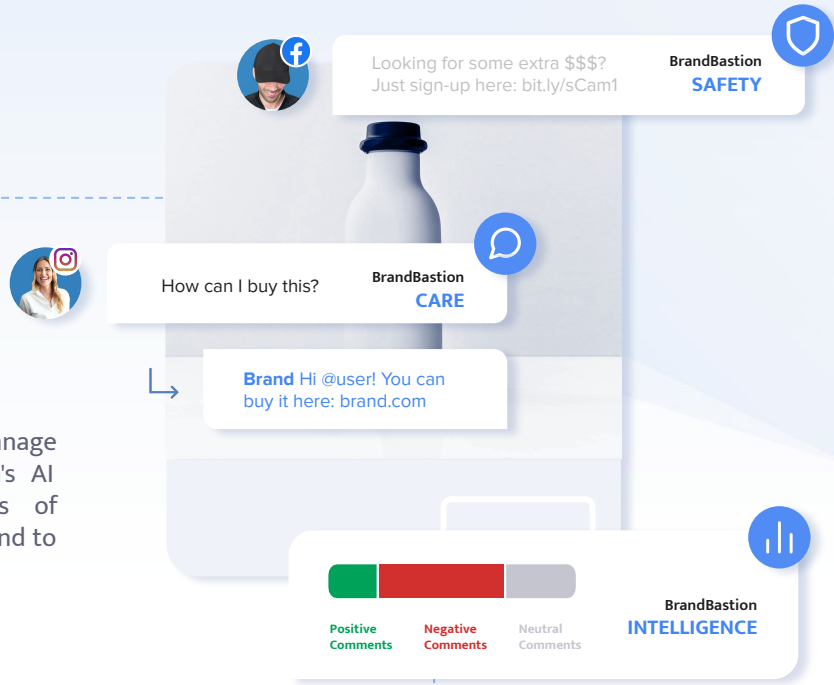 Looking for some extra $$$?
Just sign-up here: bit.ly/sCam1
BrandBastion
SAFETY
How can I buy this?
BrandBastion
CARE
Brand Hi @user! You can
buy it here: brand.com
's AI
of
to
Positive
Comments
Negative
Comments
Neutral
Comments
BrandBastion
INTELLIGENCE